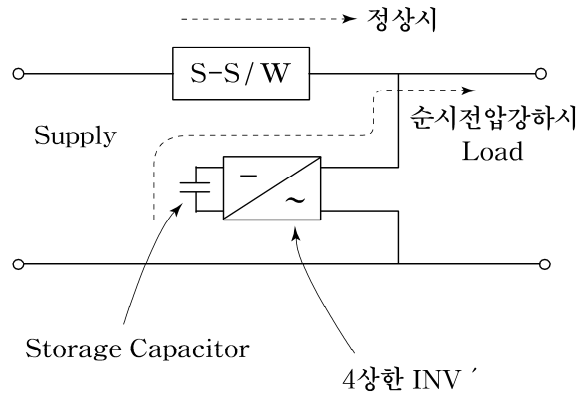 정상시
S-S/W
순시전압강하시
Supply
Load
−
~
Storage Capacitor
4상한 INV ′